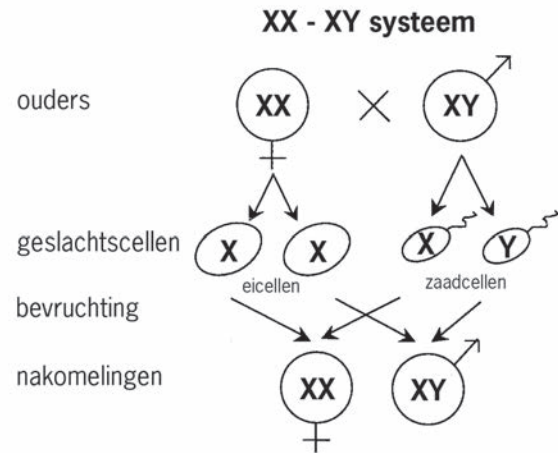 XX - XY systeem
ouders XX XY
geslachtscellen X X X Y
eicellen zaadcellen
bevruchting
nakomelingen XX XY